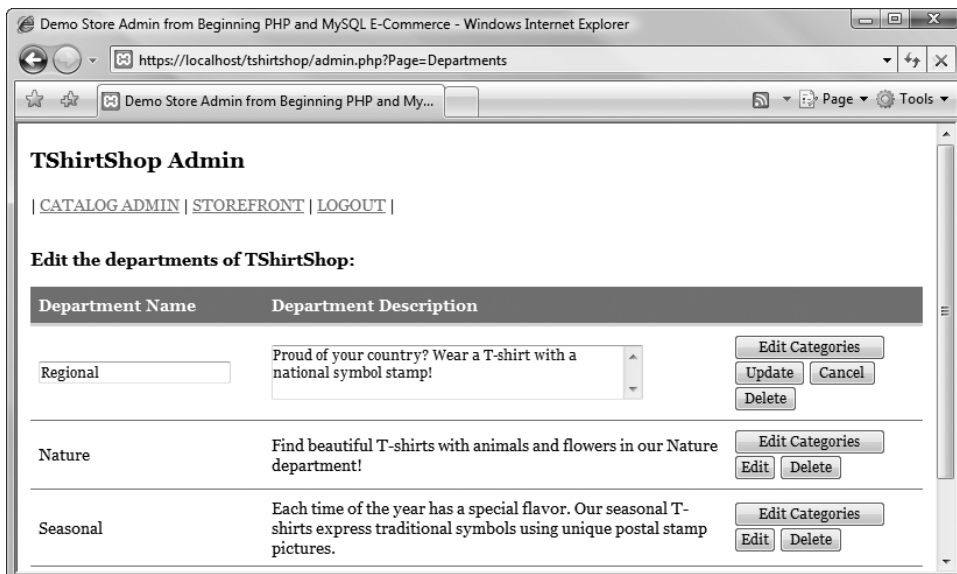 Demo Store Admin from Beginning PHP and MySQL E-Commerce - Windows Internet Explorer
https://localhost/tshirtshop/admin.php?Page=Departments
Demo Store Admin from Beginning PHP and My...
Page
Tools
TShirtShop Admin
| CATALOG ADMIN | STOREFRONT | LOGOUT |
Edit the departments of TShirtShop:
Department Name Department Description
Regional
Proud of your country? Wear a T-shirt with a
national symbol stamp!
Edit Categories
Update Cancel
Delete
Nature
Find beautiful T-shirts with animals and flowers in our Nature
department!
Edit Categories
Edit Delete
Seasonal
Each time of the year has a special flavor. Our seasonal T-
shirts express traditional symbols using unique postal stamp
pictures.
Edit Categories
Edit Delete